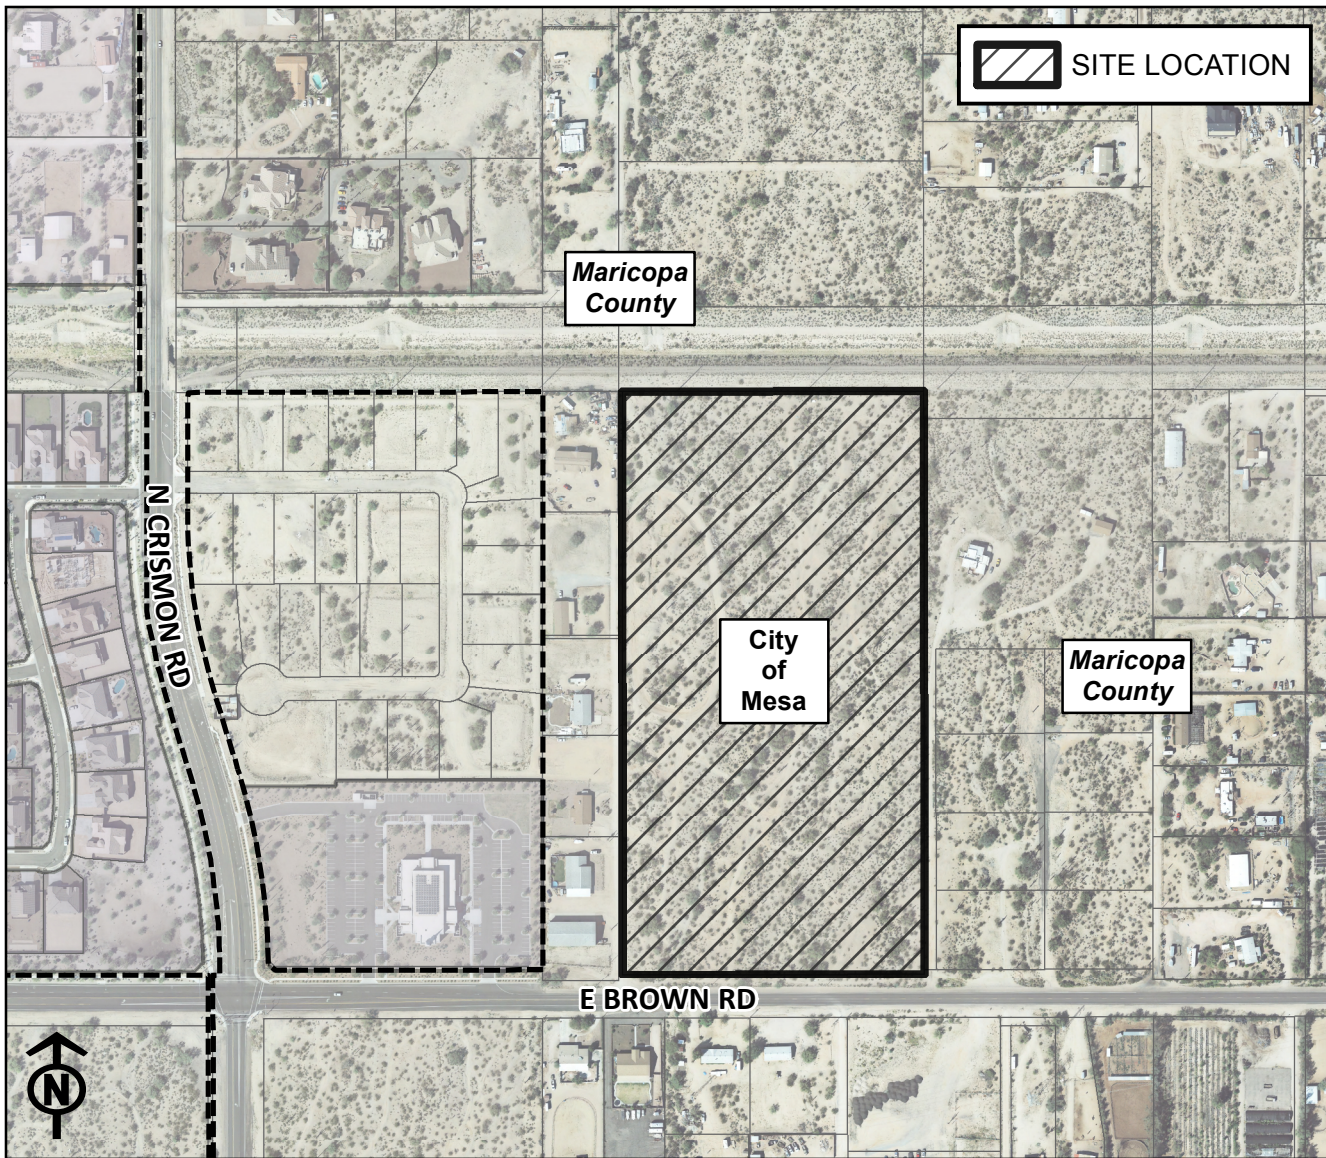 SITE LOCATION
Maricopa
County
N CRISMON RD
City
of
Mesa
Maricopa
County
E BROWN RD
N